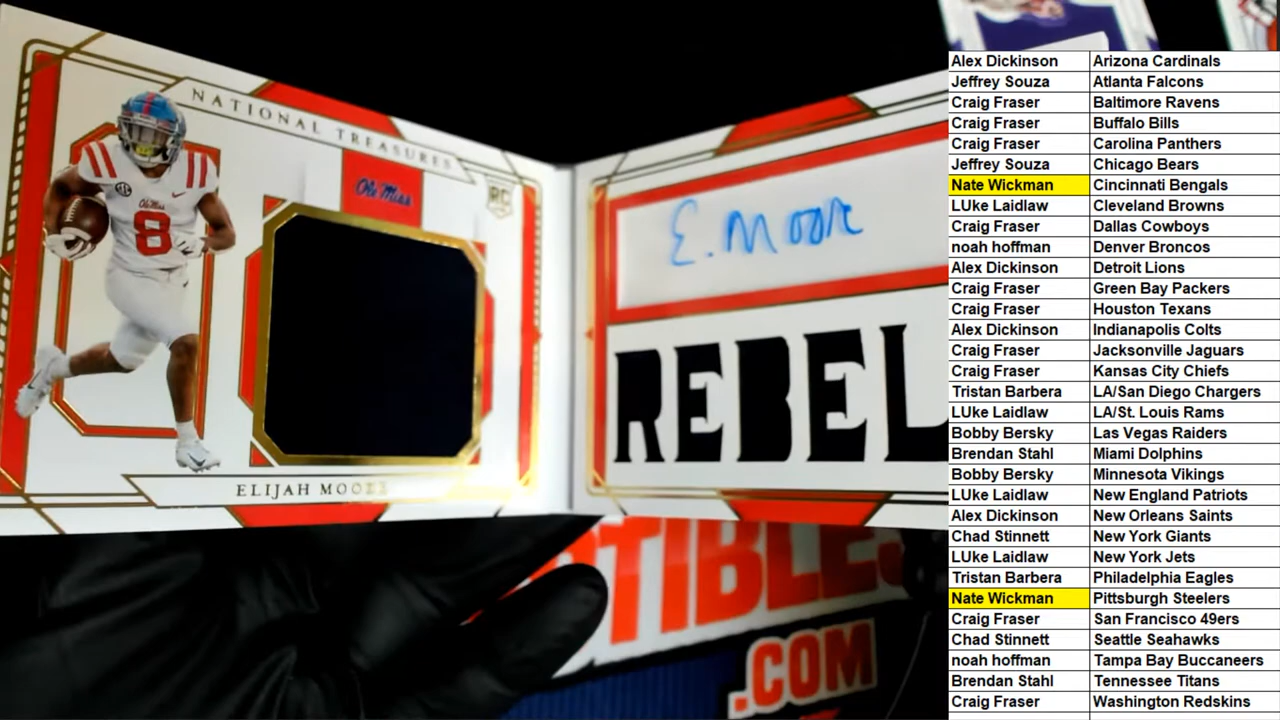 NATIONAL TREASURES
Ole Miss
RC
Ole Miss
8
ELIJAH MOORE
E. Moore
REBEL
TIBLE
.COM
Alex Dickinson Arizona Cardinals
Jeffrey Souza Atlanta Falcons
Craig Fraser Baltimore Ravens
Craig Fraser Buffalo Bills
Craig Fraser Carolina Panthers
Jeffrey Souza Chicago Bears
Nate Wickman Cincinnati Bengals
LUke Laidlaw Cleveland Browns
Craig Fraser Dallas Cowboys
noah hoffman Denver Broncos
Alex Dickinson Detroit Lions
Craig Fraser Green Bay Packers
Craig Fraser Houston Texans
Alex Dickinson Indianapolis Colts
Craig Fraser Jacksonville Jaguars
Craig Fraser Kansas City Chiefs
Tristan Barbera LA/San Diego Chargers
LUke Laidlaw LA/St. Louis Rams
Bobby Bersky Las Vegas Raiders
Brendan Stahl Miami Dolphins
Bobby Bersky Minnesota Vikings
LUke Laidlaw New England Patriots
Alex Dickinson New Orleans Saints
Chad Stinnett New York Giants
LUke Laidlaw New York Jets
Tristan Barbera Philadelphia Eagles
Nate Wickman Pittsburgh Steelers
Craig Fraser San Francisco 49ers
Chad Stinnett Seattle Seahawks
noah hoffman Tampa Bay Buccaneers
Brendan Stahl Tennessee Titans
Craig Fraser Washington Redskins